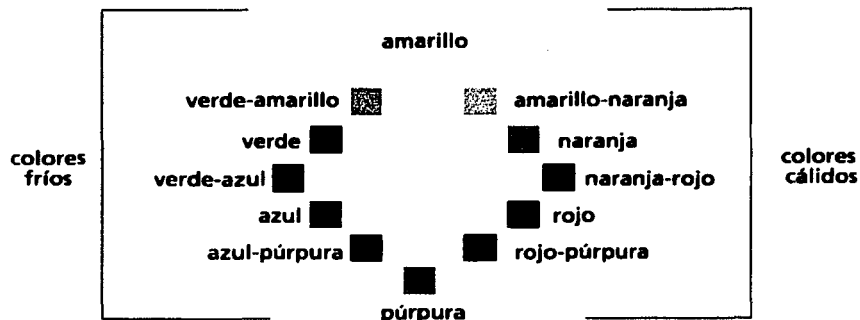 amarillo
verde-amarillo
amarillo-naranja
verde
naranja
colores
fríos
verde-azul
naranja-rojo
colores
cálidos
azul
rojo
azul-púrpura
rojo-púrpura
púrpura